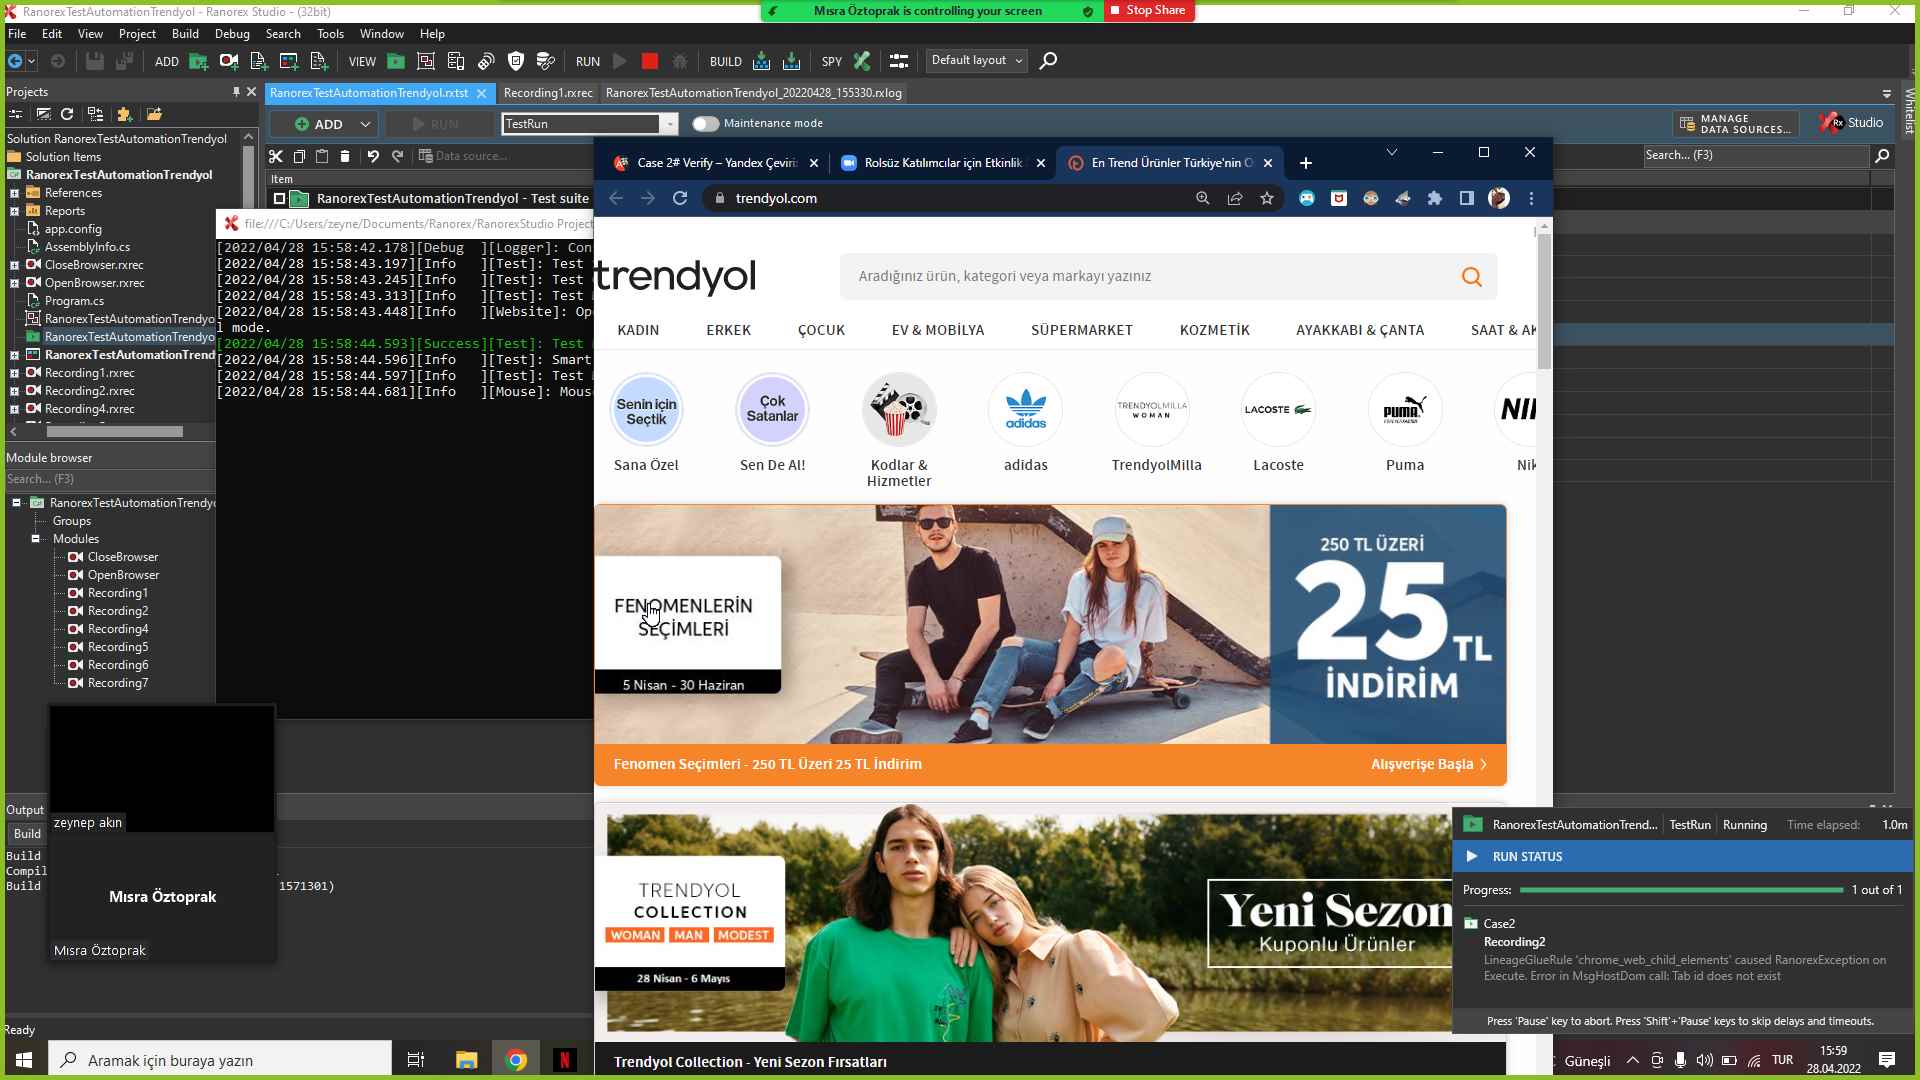 RanorexTestAutomationTrendyol - Ranorex Studio - (32bit)
Mısra Öztoprak is controlling your screen
Stop Share
File Edit View Project Build Debug Search Tools Window Help
ADD VIEW RUN BUILD SPY Default layout
Projects
RanorexTestAutomationTrendyol.rxtst Recording1.rxrec RanorexTestAutomationTrendyol_20220428_155330.rxlog
Whitelist
ADD RUN TestRun Maintenance mode
MANAGE
DATA SOURCES...
Rx Studio
Solution RanorexTestAutomationTrendyol
Solution Items
RanorexTestAutomationTrendyol
References
Reports
app.config
AssemblyInfo.cs
CloseBrowser.rxrec
OpenBrowser.rxrec
Program.cs
RanorexTestAutomationTrendyo
RanorexTestAutomationTrendyo
RanorexTestAutomationTrend
Recording1.rxrec
Recording2.rxrec
Recording4.rxrec
Data source...
Search... (F3)
Item
RanorexTestAutomationTrendyol - Test suite
file:///C:/Users/zeyne/Documents/Ranorex/RanorexStudio Project
[2022/04/28 15:58:42.178][Debug ][Logger]: Con
[2022/04/28 15:58:43.197][Info ][Test]: Test
[2022/04/28 15:58:43.245][Info ][Test]: Test
[2022/04/28 15:58:43.313][Info ][Test]: Test
[2022/04/28 15:58:43.448][Info ][Website]: Op
l mode.
[2022/04/28 15:58:44.593][Success][Test]: Test
[2022/04/28 15:58:44.596][Info ][Test]: Smart
[2022/04/28 15:58:44.597][Info ][Test]: Test
[2022/04/28 15:58:44.681][Info ][Mouse]: Mous
Module browser
Search... (F3)
RanorexTestAutomationTrendyo
Groups
Modules
CloseBrowser
OpenBrowser
Recording1
Recording2
Recording4
Recording5
Recording6
Recording7
zeynep akın
Mısra Öztoprak
Mısra Öztoprak
Output
Build
Build
Compil
Build
1571301)
Ready
Case 2# Verify – Yandex Çeviri
Rolsüz Katılımcılar için Etkinlik
En Trend Ürünler Türkiye'nin O
trendyol.com
trendyol
Aradığınız ürün, kategori veya markayı yazınız
KADIN ERKEK ÇOCUK EV & MOBİLYA SÜPERMARKET KOZMETİK AYAKKABI & ÇANTA SAAT & AK
Senin için
Seçtik
Çok
Satanlar
adidas
TRENDYOLMILLA
WOMAN
LACOSTE
PUMA
NI
Sana Özel
Sen De Al!
Kodlar &
Hizmetler
adidas
TrendyolMilla
Lacoste
Puma
Nik
FENOMENLERİN
SEÇİMLERİ
5 Nisan - 30 Haziran
250 TL ÜZERİ
25 TL
İNDİRİM
Fenomen Seçimleri - 250 TL Üzeri 25 TL İndirim
Alışverişe Başla
TRENDYOL
COLLECTION
WOMAN MAN MODEST
28 Nisan - 6 Mayıs
Yeni Sezon
Kuponlu Ürünler
Trendyol Collection - Yeni Sezon Fırsatları
RanorexTestAutomationTrend... TestRun Running Time elapsed: 1.0m
RUN STATUS
Progress: 1 out of 1
Case2
Recording2
LineageGlueRule 'chrome_web_child_elements' caused RanorexException on
Execute. Error in MsgHostDom call: Tab id does not exist
Press 'Pause' key to abort. Press 'Shift'+'Pause' keys to skip delays and timeouts.
Aramak için buraya yazın
N
Güneşli
TUR
15:59
28.04.2022